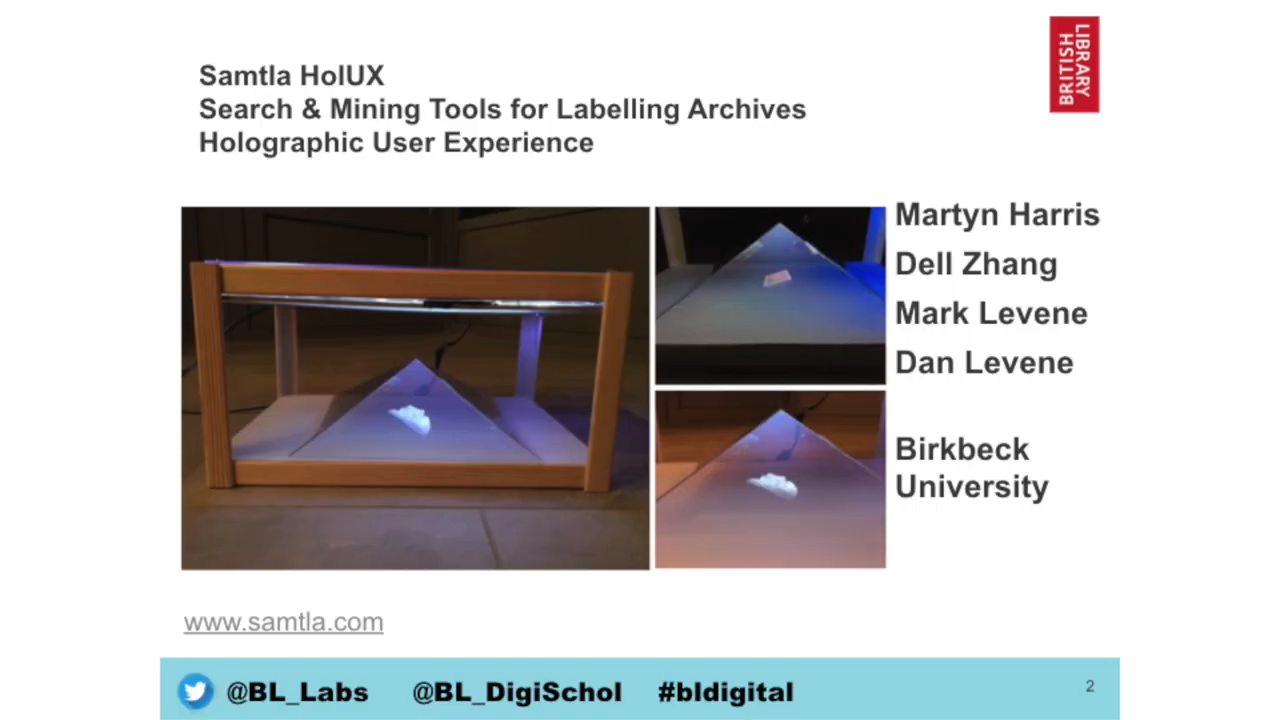 Samtla HolUX
Search & Mining Tools for Labelling Archives
Holographic User Experience
LIBRARY
BRITISH
Martyn Harris
Dell Zhang
Mark Levene
Dan Levene
Birkbeck
University
www.samtla.com
@BL_Labs @BL_DigiSchol #bldigital
2